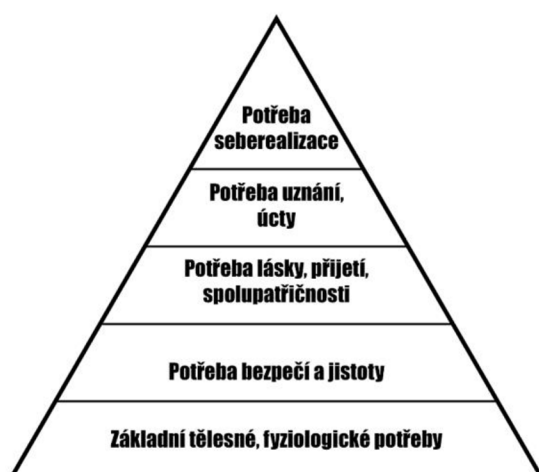 Potřeba
seberealizace
Potřeba uznání,
úcty
Potřeba lásky, přijetí,
spolupatřičnosti
Potřeba bezpečí a jistoty
Základní tělesné, fyziologické potřeby